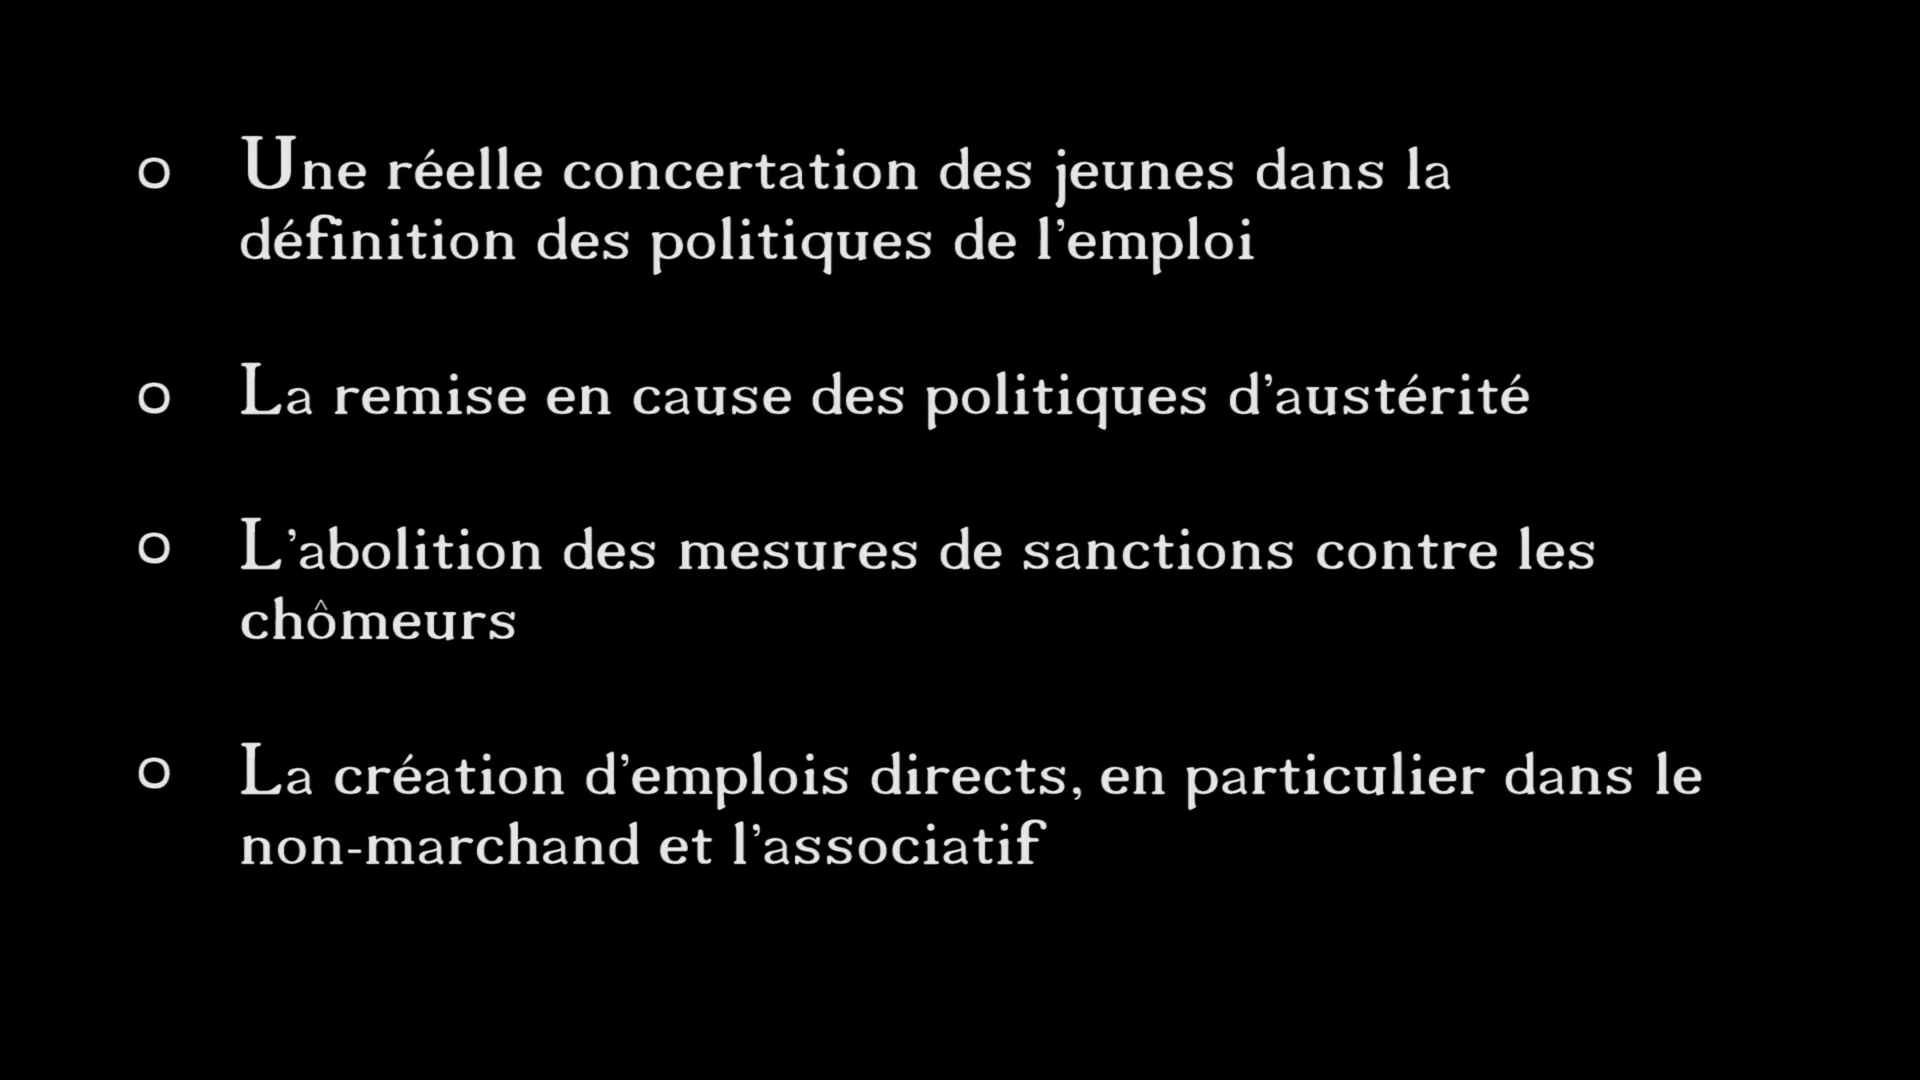 o Une réelle concertation des jeunes dans la
définition des politiques de l’emploi
o La remise en cause des politiques d’austérité
o L’abolition des mesures de sanctions contre les
chômeurs
o La création d’emplois directs, en particulier dans le
non-marchand et l’associatif